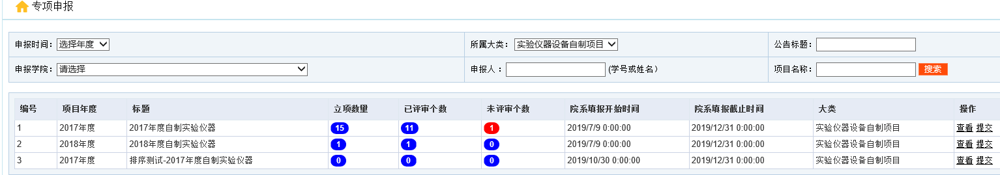 专项申报
申报时间： 选择年度 所属大类： 实验仪器设备自制项目 公告标题：
申报学院： 请选择 申报人 ： (学号或姓名) 项目名称： 搜索
编号 项目年度 标题 立项数量 已评审个数 未评审个数 院系填报开始时间 院系填报截止时间 大类 操作
1 2017年度 2017年度自制实验仪器 15 11 1 2019/7/9 0:00:00 2019/12/31 0:00:00 实验仪器设备自制项目 查看 提交
2 2018年度 2018年度自制实验仪器 1 1 0 2019/7/9 0:00:00 2019/12/31 0:00:00 实验仪器设备自制项目 查看 提交
3 2017年度 排序测试-2017年度自制实验仪器 0 0 0 2019/10/30 0:00:00 2019/12/31 0:00:00 实验仪器设备自制项目 查看 提交